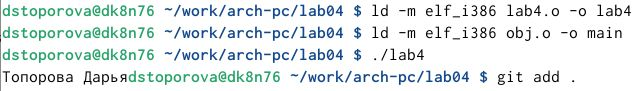 dstoporova@dk8n76 ~/work/arch-pc/lab04 $ ld -m elf_i386 lab4.o -o lab4
dstoporova@dk8n76 ~/work/arch-pc/lab04 $ ld -m elf_i386 obj.o -o main
dstoporova@dk8n76 ~/work/arch-pc/lab04 $ ./lab4
Топорова Дарьяdstoporova@dk8n76 ~/work/arch-pc/lab04 $ git add .